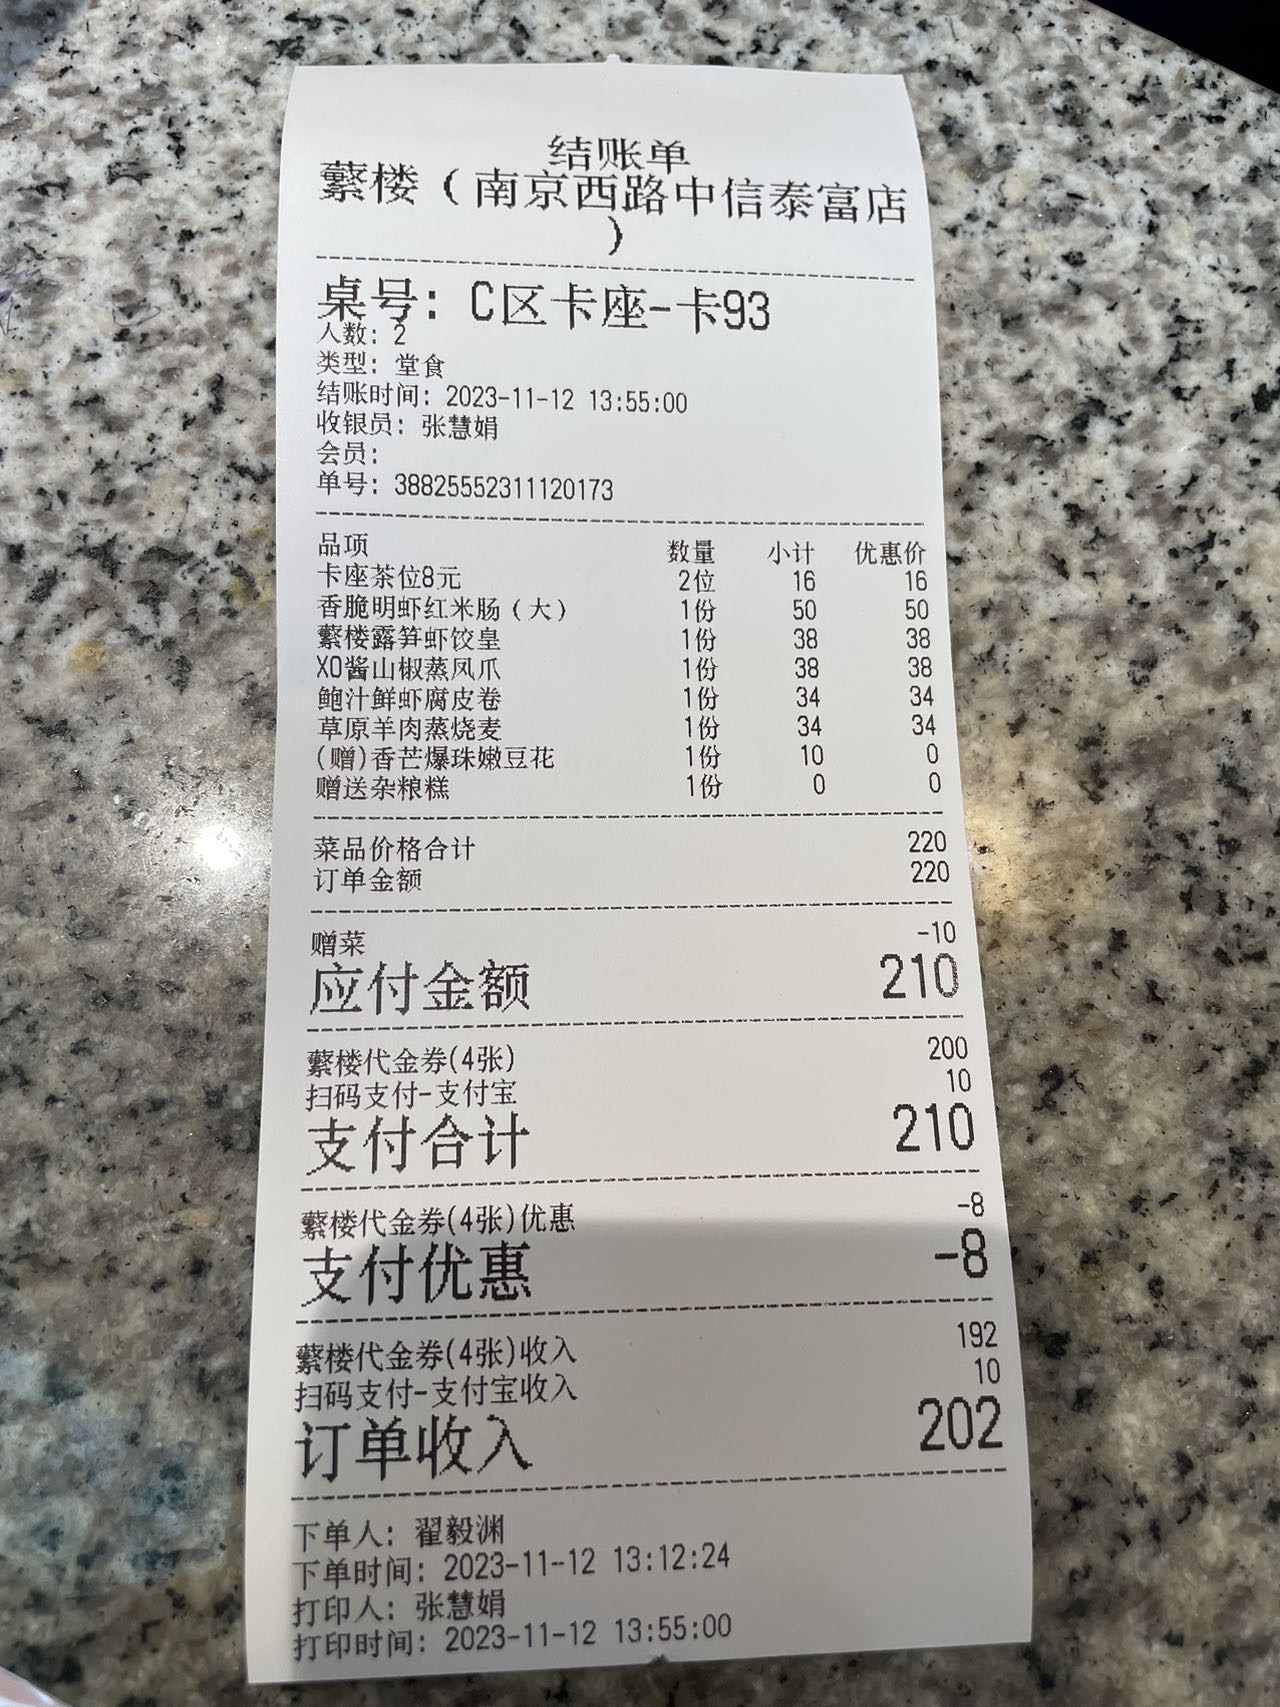 结账单
蘩楼（南京西路中信泰富店
）
桌号：C区卡座-卡93
人数：2
类型：堂食
结账时间：2023-11-12 13:55:00
收银员：张慧娟
会员：
单号：38825552311120173
品项 数量 小计 优惠价
卡座茶位8元 2位 16 16
香脆明虾红米肠（大） 1份 50 50
蘩楼露笋虾饺皇 1份 38 38
XO酱山椒蒸凤爪 1份 38 38
鲍汁鲜虾腐皮卷 1份 34 34
草原羊肉蒸烧麦 1份 34 34
(赠)香芒爆珠嫩豆花 1份 10 0
赠送杂粮糕 1份 0 0
菜品价格合计 220
订单金额 220
赠菜 -10
应付金额 210
蘩楼代金券(4张) 200
扫码支付-支付宝 10
支付合计 210
蘩楼代金券(4张)优惠 -8
支付优惠 -8
蘩楼代金券(4张)收入 192
扫码支付-支付宝收入 10
订单收入 202
下单人：翟毅渊
下单时间：2023-11-12 13:12:24
打印人：张慧娟
打印时间：2023-11-12 13:55:00